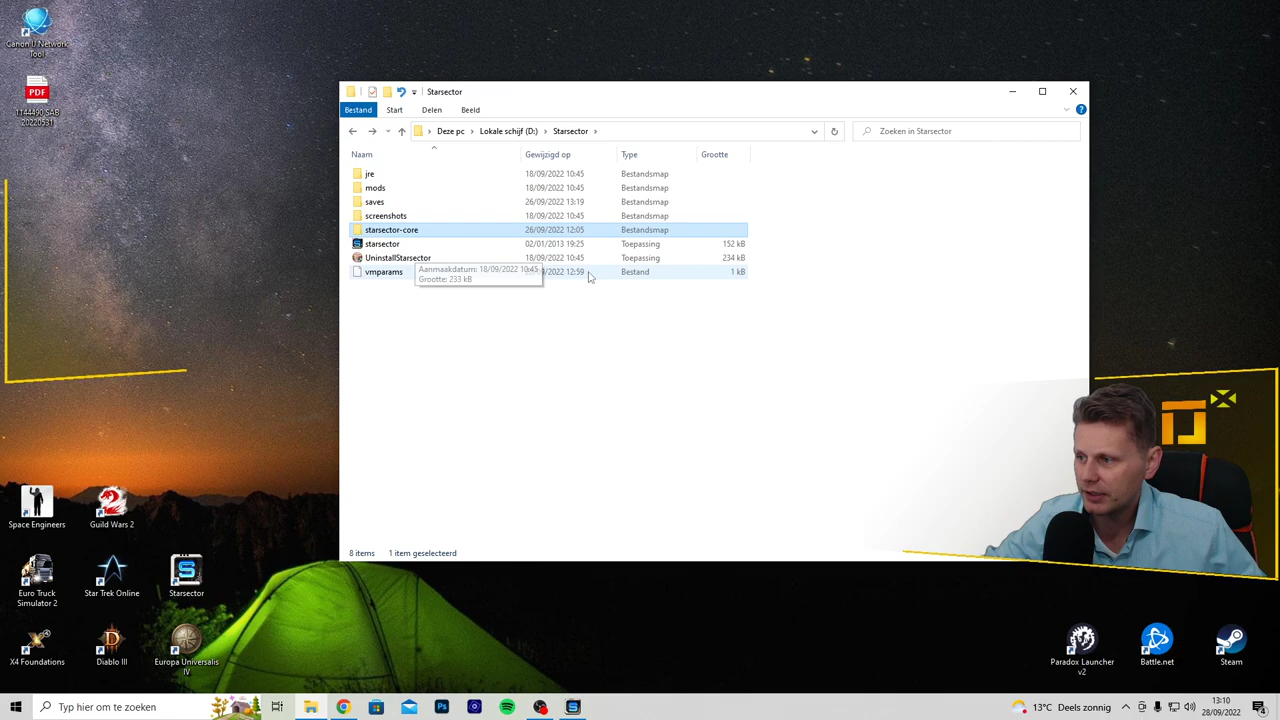 Canon IJ Network
Tool
PDF
1144490 SAB
20220531
Starsector
Bestand
Start
Delen
Beeld
Deze pc
Lokale schijf (D:)
Starsector
Zoeken in Starsector
Naam
Gewijzigd op
Type
Grootte
jre
18/09/2022 10:45
Bestandsmap
mods
18/09/2022 10:45
Bestandsmap
saves
26/09/2022 13:19
Bestandsmap
screenshots
18/09/2022 10:45
Bestandsmap
starsector-core
26/09/2022 12:05
Bestandsmap
starsector
02/01/2013 19:25
Toepassing
152 kB
UninstallStarsector
18/09/2022 10:45
Toepassing
234 kB
vmparams
/2022 12:59
Bestand
1 kB
Aanmaakdatum: 18/09/2022 10:45
Grootte: 233 kB
8 items
1 item geselecteerd
Space Engineers
Guild Wars 2
Euro Truck
Simulator 2
Star Trek Online
Starsector
X4 Foundations
Diablo III
Europa Universalis
IV
Paradox Launcher
v2
Battle.net
Steam
Typ hier om te zoeken
13°C Deels zonnig
13:10
28/09/2022
4